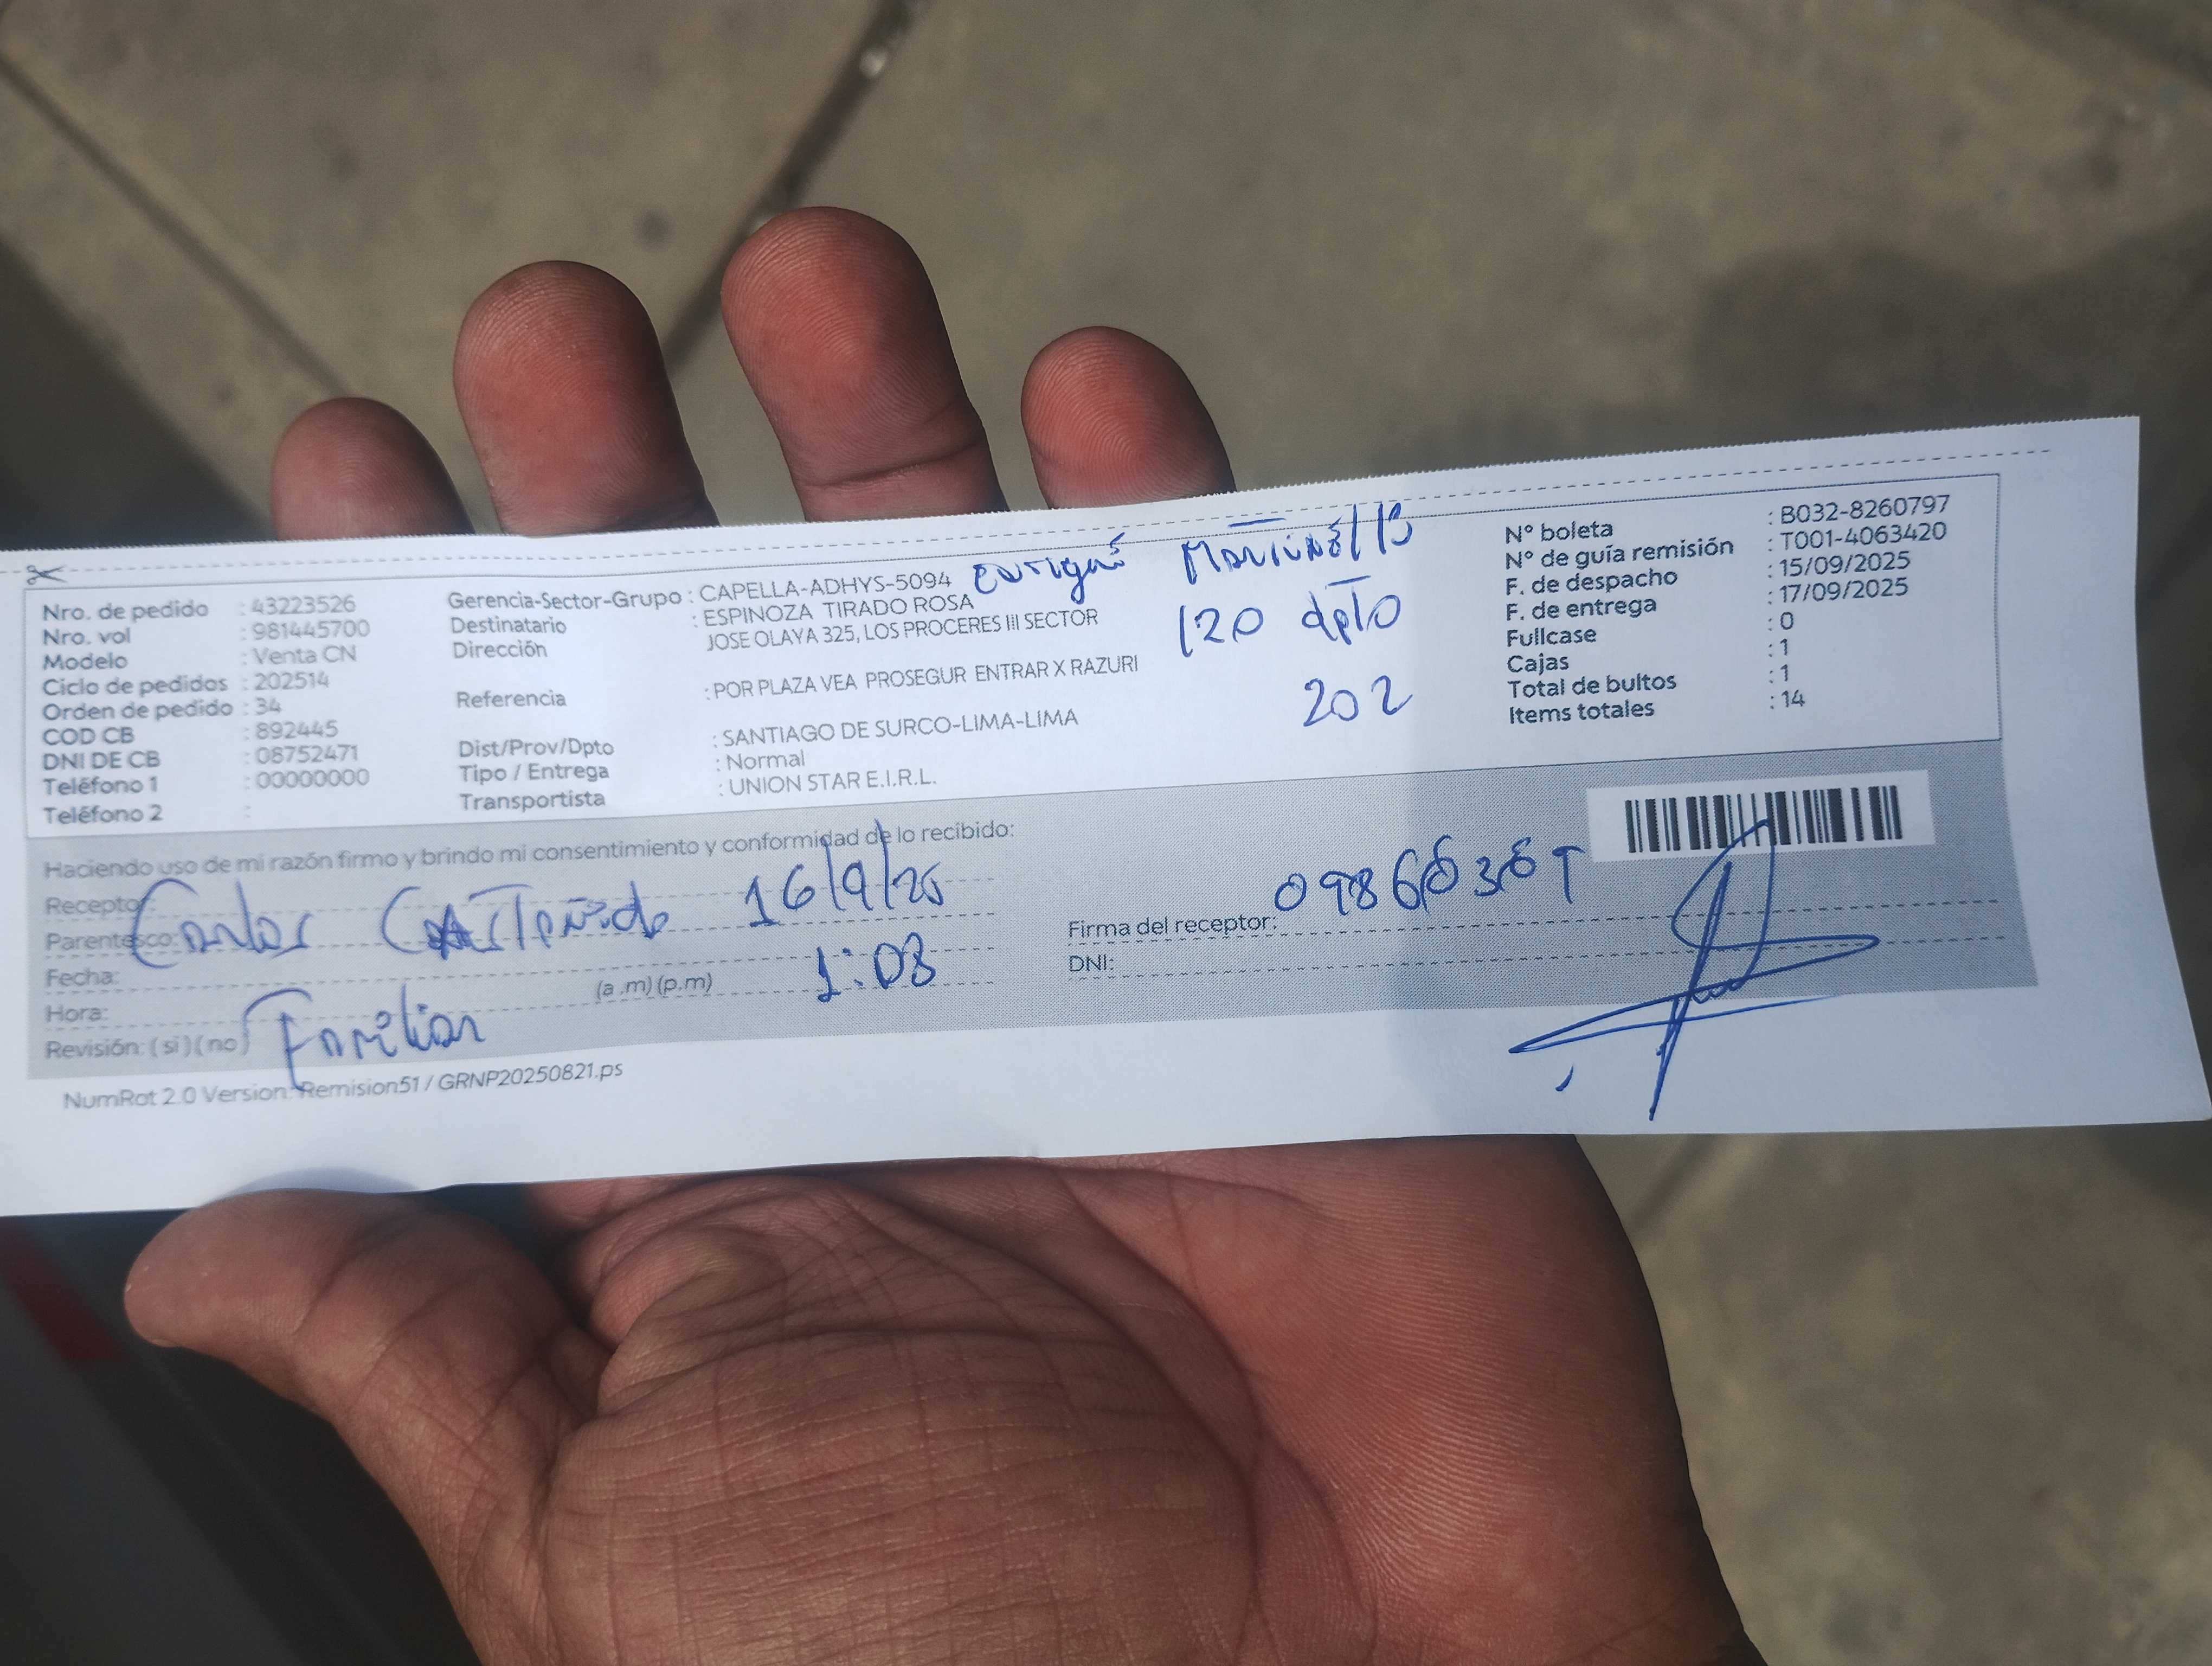 Nro. de pedido : 43223526
Nro. vol : 981445700
Modelo : Venta CN
Ciclo de pedidos : 202514
Orden de pedido : 34
COD CB : 892445
DNI DE CB : 08752471
Teléfono 1 : 00000000
Teléfono 2 :
Gerencia-Sector-Grupo : CAPELLA-ADHYS-5094
Destinatario : ESPINOZA TIRADO ROSA
Dirección JOSE OLAYA 325, LOS PROCERES III SECTOR
Referencia : POR PLAZA VEA PROSEGUR ENTRAR X RAZURI
Dist/Prov/Dpto : SANTIAGO DE SURCO-LIMA-LIMA
Tipo / Entrega : Normal
Transportista : UNION STAR E.I.R.L.
120 dpto
202
N° boleta : B032-8260797
N° de guía remisión : T001-4063420
F. de despacho : 15/09/2025
F. de entrega : 17/09/2025
Fullcase : 0
Cajas : 1
Total de bultos : 1
Items totales : 14
Haciendo uso de mi razón firmo y brindo mi consentimiento y conformidad de lo recibido:
Receptor:
Parentesco:
Carlos 16/9/25
Fecha:
Hora: (a .m) (p.m) 1:08
Revisión: (si) (no) Familiar
Firma del receptor:
DNI:
NumRot 2.0 Version: Remision51 / GRNP20250821.ps